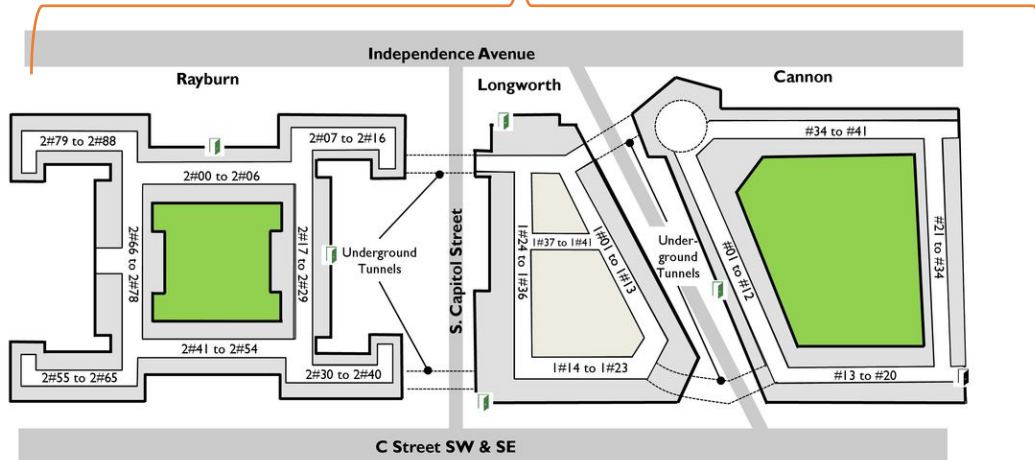 Independence Avenue
Rayburn
Longworth
Cannon
2#79 to 2#88
2#07 to 2#16
#34 to #41
2#00 to 2#06
2#66 to 2#78
2#17 to 2#29
Underground
Tunnels
S. Capitol Street
1#24 to 1#36
1#37 to 1#41
1#01 to 1#13
Under-
ground
Tunnels
#01 to #12
#21 to #34
2#41 to 2#54
2#55 to 2#65
2#30 to 2#40
1#14 to 1#23
#13 to #20
C Street SW & SE